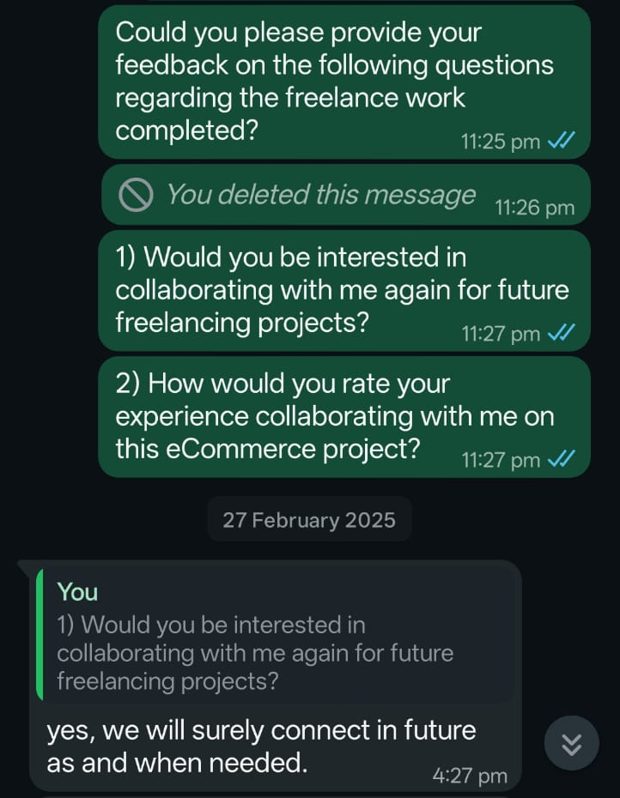 Could you please provide your
feedback on the following questions
regarding the freelance work
completed?
11:25 pm
You deleted this message 11:26 pm
1) Would you be interested in
collaborating with me again for future
freelancing projects?
11:27 pm
2) How would you rate your
experience collaborating with me on
this eCommerce project?
11:27 pm
27 February 2025
You
1) Would you be interested in
collaborating with me again for future
freelancing projects?
yes, we will surely connect in future
as and when needed.
4:27 pm